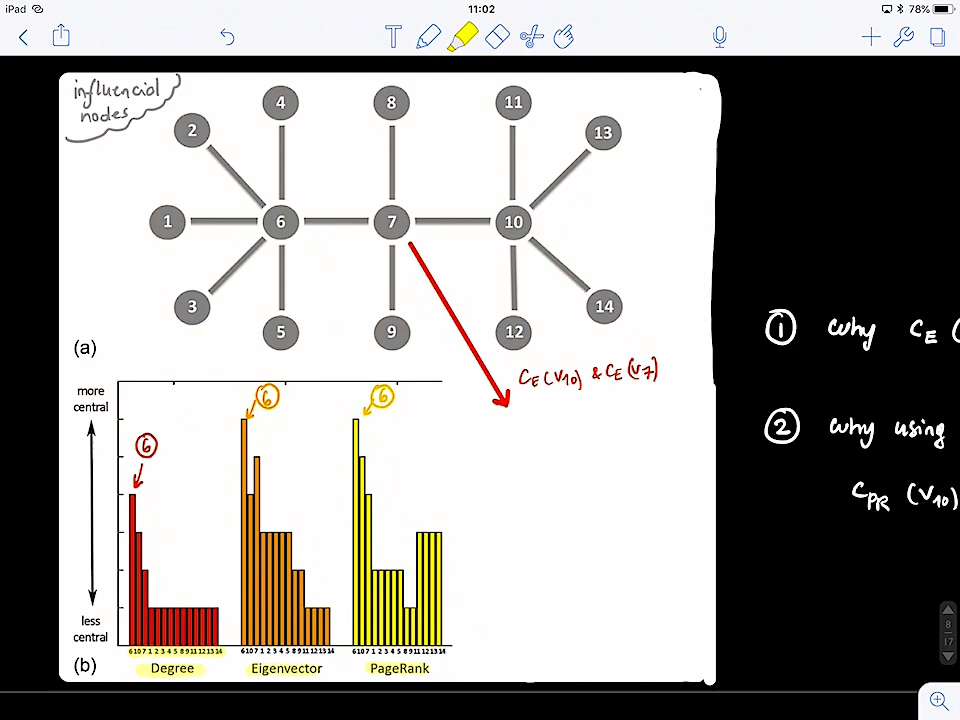 iPad
11:02
78%
influencial
nodes
4
8
11
2
13
1
6
7
10
3
14
5
9
12
(a)
① why CE (
CE(V10) & CE(V7)
more
central
⑥
⑥
⑥
② why using
CPR (V10)
less
central
6 10 7 1 2 3 4 5 8 9 11 12 13 14
6 10 7 1 2 3 4 5 8 9 11 12 13 14
6 10 7 1 2 3 4 5 8 9 11 12 13 14
(b)
Degree
Eigenvector
PageRank
8
17